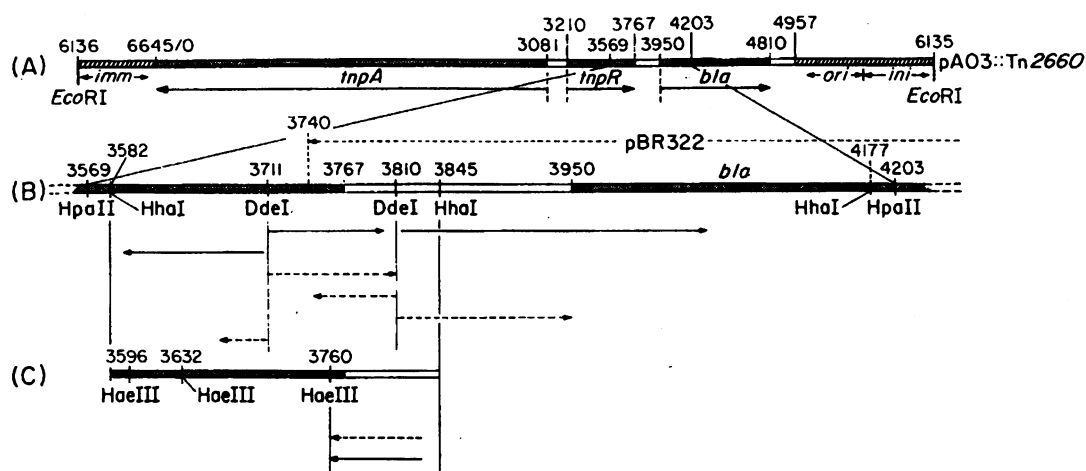 3210 3767 4203 4957
6136 6645/0 3081 3569 3950 4810 6135
(A) pAO3::Tn2660
imm tnpA tnpR bla ori ini
EcoRI EcoRI
3740
pBR322
3582 4177
3569 3711 3767 3810 3845 3950 bla 4203
(B)
HpaII HhaI DdeI DdeI HhaI HhaI HpaII
3596 3632 3760
(C)
HaeIII HaeIII HaeIII